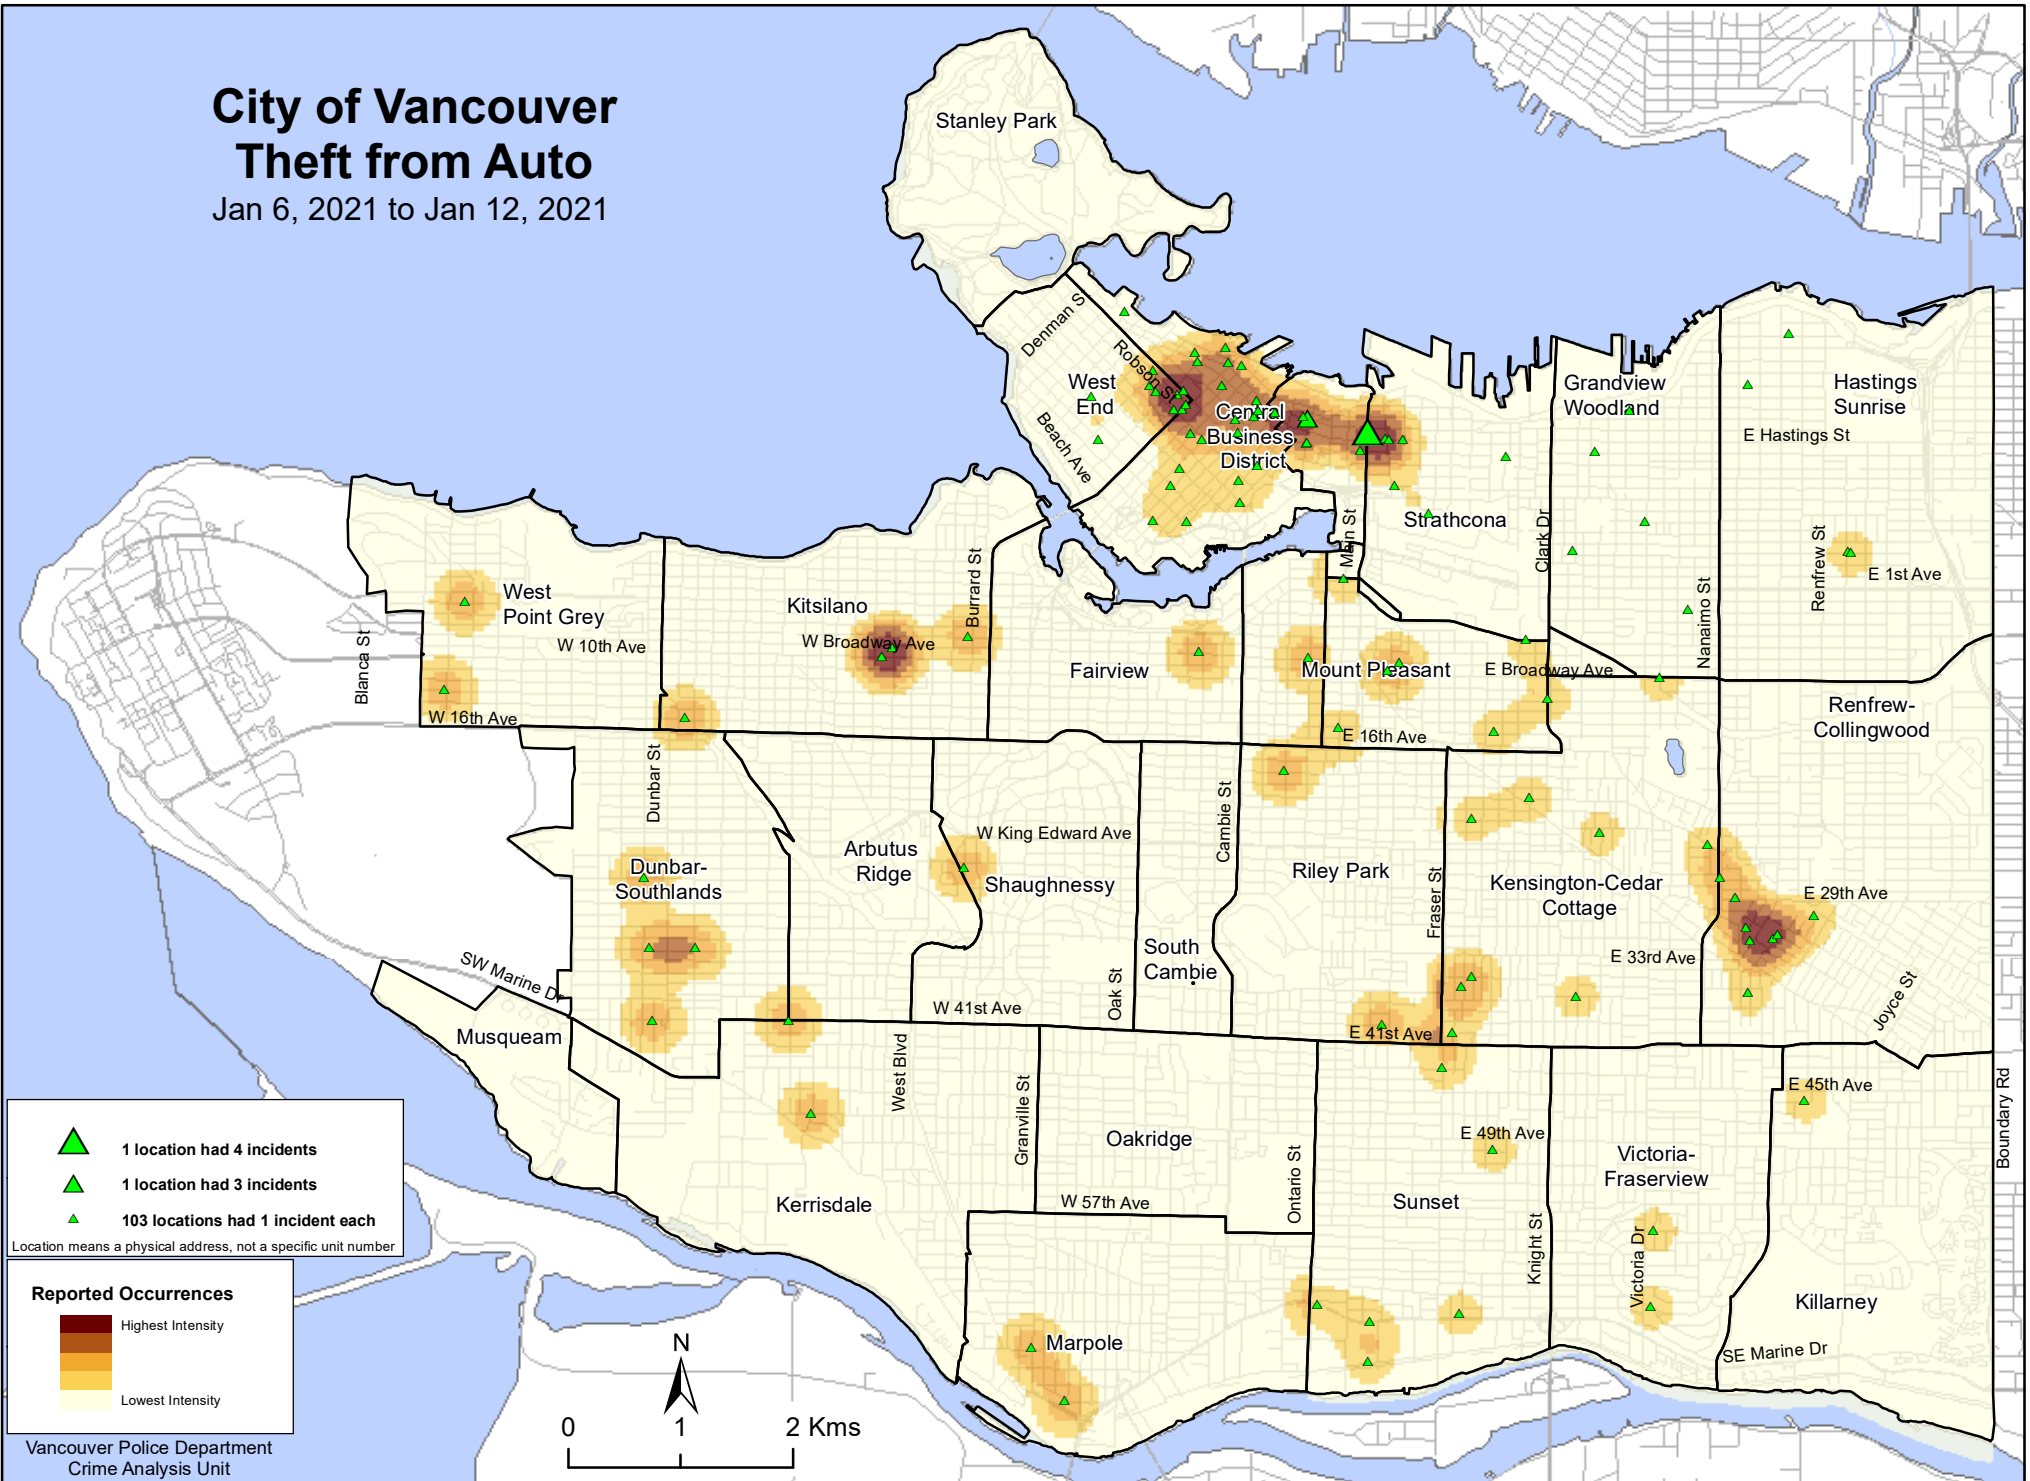 City of Vancouver
Theft from Auto
Jan 6, 2021 to Jan 12, 2021
Stanley Park
Denman St
Robson St
West
End
Beach Ave
Central
Business
District
Grandview
Woodland
Hastings
Sunrise
E Hastings St
Strathcona
Main St
Clark Dr
Nanaimo St
Renfrew St
E 1st Ave
West
Point Grey
Kitsilano
Burrard St
W Broadway Ave
W 10th Ave
Blanca St
W 16th Ave
Fairview
Mount Pleasant
E Broadway Ave
E 16th Ave
Renfrew-
Collingwood
Dunbar St
Dunbar-
Southlands
Arbutus
Ridge
W King Edward Ave
Shaughnessy
Cambie St
Riley Park
Fraser St
Kensington-Cedar
Cottage
E 29th Ave
E 33rd Ave
South
Cambie
Oak St
SW Marine Dr
W 41st Ave
E 41st Ave
Joyce St
Musqueam
West Blvd
Granville St
Oakridge
Ontario St
E 49th Ave
E 45th Ave
Boundary Rd
Victoria-
Fraserview
Kerrisdale
W 57th Ave
Sunset
Knight St
Victoria Dr
Killarney
SE Marine Dr
Marpole
1 location had 4 incidents
1 location had 3 incidents
103 locations had 1 incident each
Location means a physical address, not a specific unit number
Reported Occurrences
Highest Intensity
Lowest Intensity
Vancouver Police Department
Crime Analysis Unit
N
0 1 2 Kms